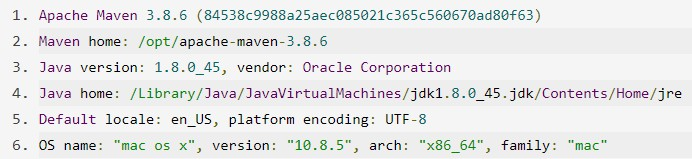 1. Apache Maven 3.8.6 (84538c9988a25aec085021c365c560670ad80f63)
2. Maven home: /opt/apache-maven-3.8.6
3. Java version: 1.8.0_45, vendor: Oracle Corporation
4. Java home: /Library/Java/JavaVirtualMachines/jdk1.8.0_45.jdk/Contents/Home/jre
5. Default locale: en_US, platform encoding: UTF-8
6. OS name: "mac os x", version: "10.8.5", arch: "x86_64", family: "mac"